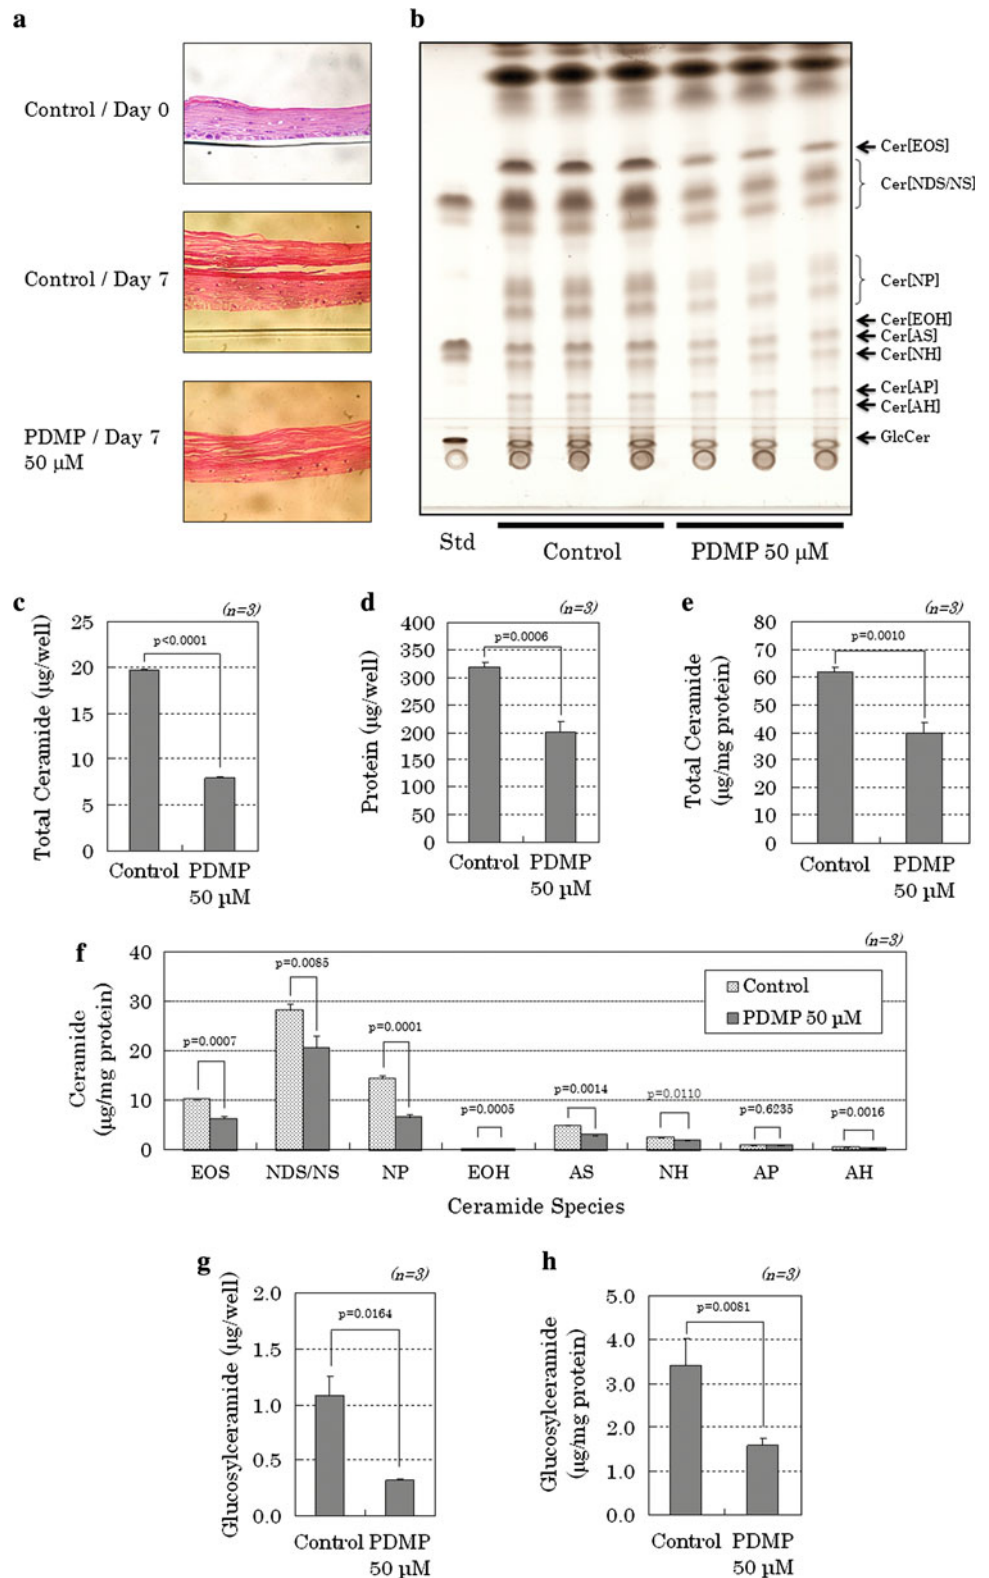 a
Control / Day 0
Control / Day 7
PDMP / Day 7
50 μM
b
Cer[EOS]
Cer[NDS/NS]
Cer[NP]
Cer[EOH]
Cer[AS]
Cer[NH]
Cer[AP]
Cer[AH]
GlcCer
Std
Control
PDMP 50 μM
c
(n=3)
Total Ceramide (μg/well)
25
20
15
10
5
0
p<0.0001
Control
PDMP
50 μM
d
(n=3)
Protein (μg/well)
400
350
300
250
200
150
100
50
0
p=0.0006
Control
PDMP
50 μM
e
(n=3)
Total Ceramide
(μg/mg protein)
80
70
60
50
40
30
20
10
0
p=0.0010
Control
PDMP
50 μM
f
(n=3)
Ceramide
(μg/mg protein)
40
30
20
10
0
p=0.0007
p=0.0085
p=0.0001
p=0.0005
p=0.0014
p=0.0110
p=0.6235
p=0.0016
Control
PDMP 50 μM
EOS
NDS/NS
NP
EOH
AS
NH
AP
AH
Ceramide Species
g
(n=3)
Glucosylceramide (μg/well)
2.0
1.5
1.0
0.5
0.0
p=0.0164
Control
PDMP
50 μM
h
(n=3)
Glucosylceramide
(μg/mg protein)
5.0
4.0
3.0
2.0
1.0
0.0
p=0.0081
Control
PDMP
50 μM